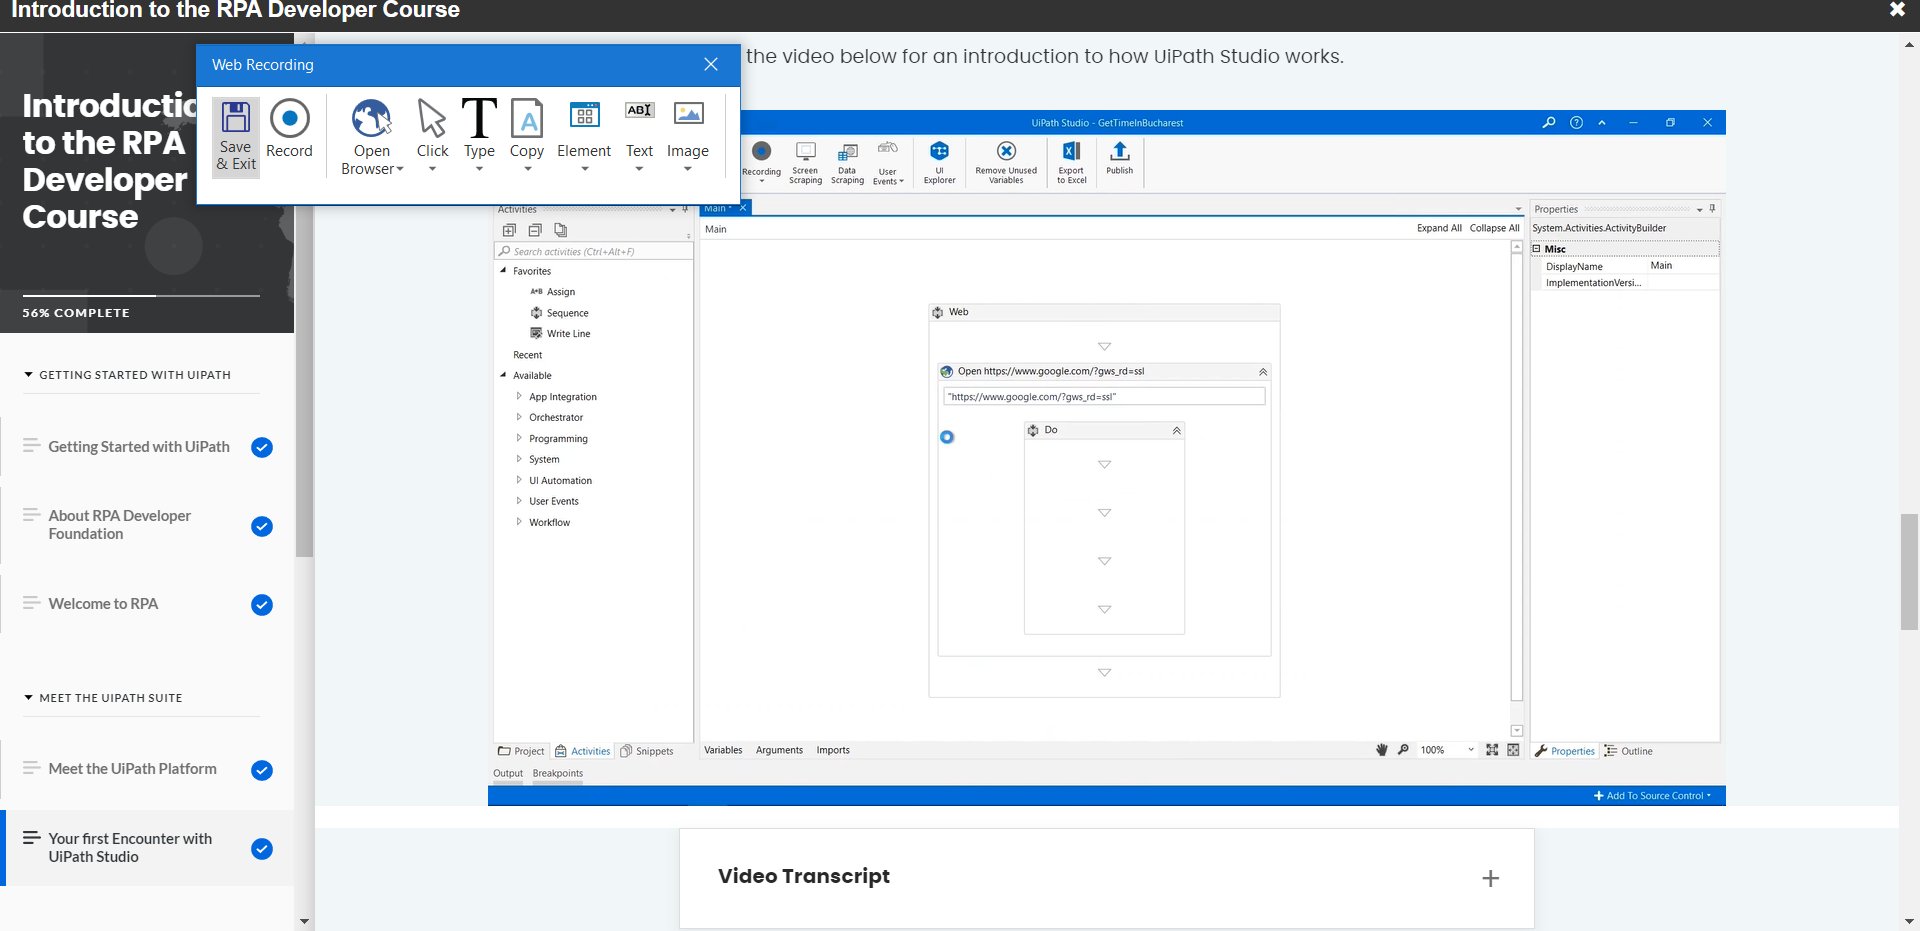 Introduction to the RPA Developer Course
the video below for an introduction to how UiPath Studio works.
Web Recording
Save & Exit
Record
Open Browser
Click
Type
Copy
Element
Text
Image
Introductio
to the RPA
Developer
Course
56% COMPLETE
GETTING STARTED WITH UIPATH
Getting Started with UiPath
About RPA Developer
Foundation
Welcome to RPA
MEET THE UIPATH SUITE
Meet the UiPath Platform
Your first Encounter with
UiPath Studio
UiPath Studio - GetTimeInBucharest
Recording
Screen Scraping
Data Scraping
User Events
UI Explorer
Remove Unused Variables
Export to Excel
Publish
Activities
Search activities (Ctrl+Alt+F)
Favorites
A+B Assign
Sequence
Write Line
Recent
Available
App Integration
Orchestrator
Programming
System
UI Automation
User Events
Workflow
Project
Activities
Snippets
Output
Breakpoints
Main *
Main
Expand All
Collapse All
Web
Open https://www.google.com/?gws_rd=ssl
"https://www.google.com/?gws_rd=ssl"
Do
Variables
Arguments
Imports
100%
Properties
System.Activities.ActivityBuilder
Misc
DisplayName
Main
ImplementationVersi...
Properties
Outline
Add To Source Control
Video Transcript